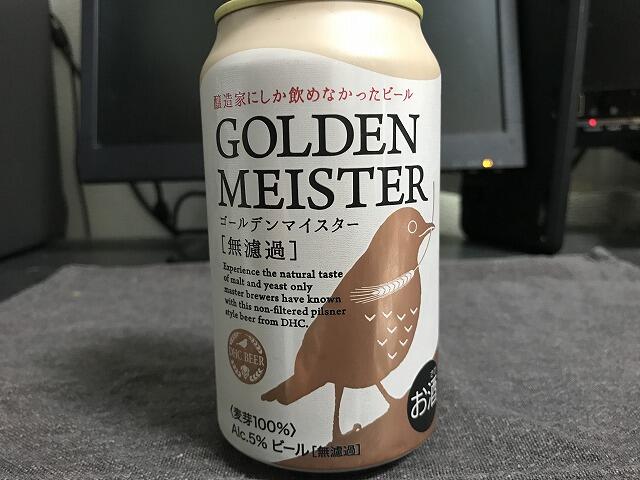 醸造家にしか飲めなかったビール
GOLDEN
MEISTER
ゴールデンマイスター
[無濾過]
Experience the natural taste
of malt and yeast only
master brewers have known
with this non-filtered pilsner
style beer from DHC.
DHC BEER
お酒
〈麦芽100%〉
Alc.5% ビール[無濾過]